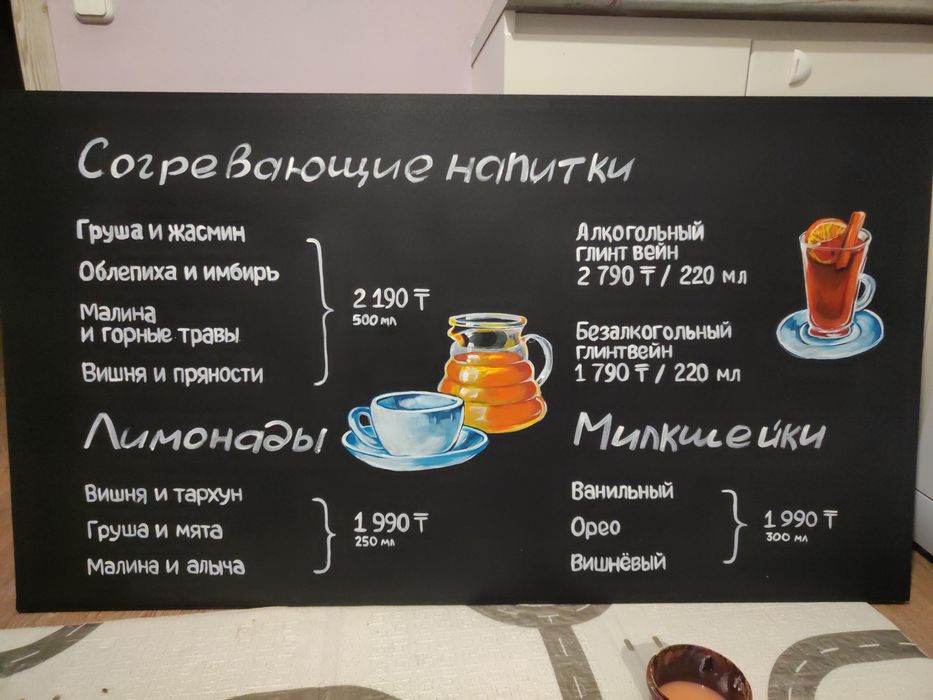 Согревающие напитки
Груша и жасмин
Облепиха и имбирь
Малина
и горные травы
Вишня и пряности
2 190 ₸
500 мл
Алкогольный
глинт вейн
2 790 ₸ / 220 мл
Безалкогольный
глинтвейн
1 790 ₸ / 220 мл
Лимонады
Вишня и тархун
Груша и мята
Малина и алыча
1 990 ₸
250 мл
Милкшейки
Ванильный
Орео
Вишнёвый
1 990 ₸
300 мл